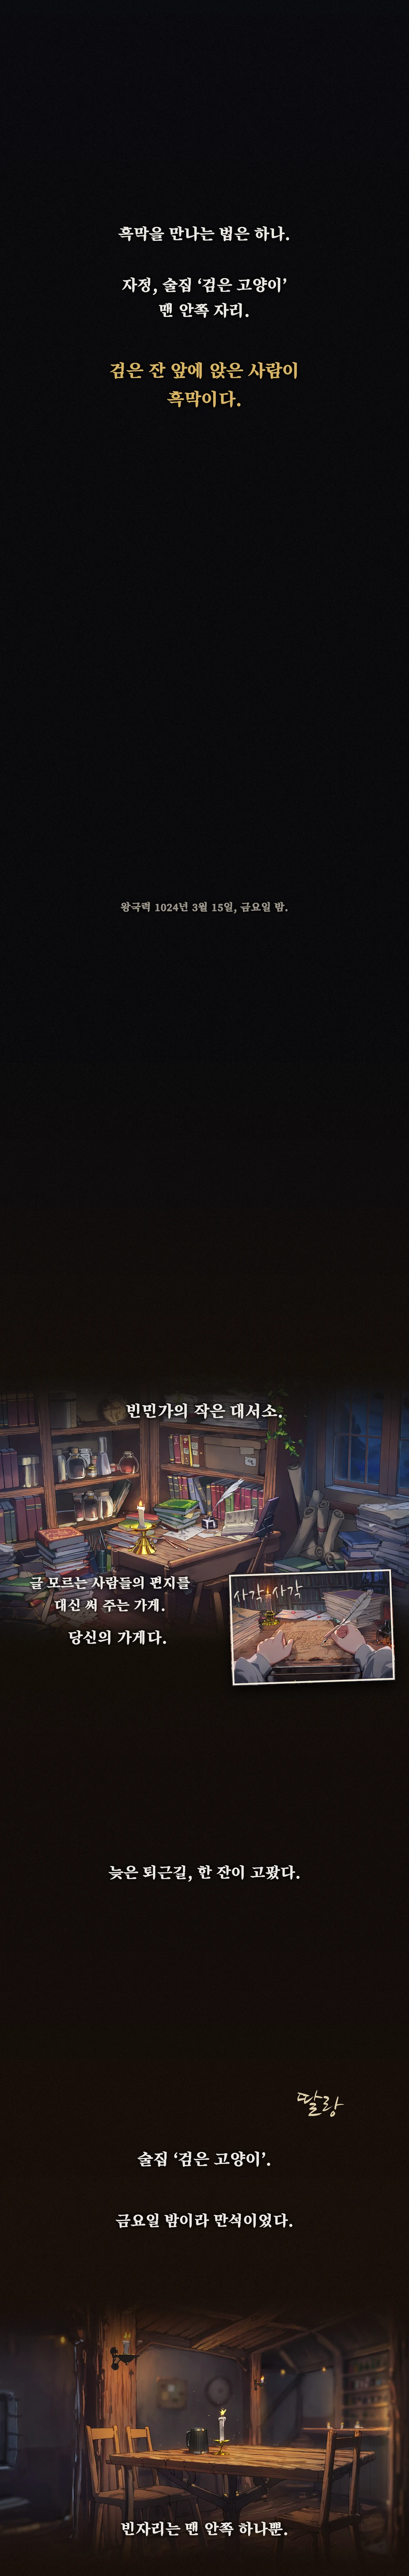 흑막을 만나는 법은 하나.
자정, 술집 ‘검은 고양이’
맨 안쪽 자리.
검은 잔 앞에 앉은 사람이
흑막이다.
왕국력 1024년 3월 15일, 금요일 밤.
빈민가의 작은 대서소.
글 모르는 사람들의 편지를
대신 써 주는 가게.
당신의 가게다.
사각사각
늦은 퇴근길, 한 잔이 고팠다.
딸랑
술집 ‘검은 고양이’.
금요일 밤이라 만석이었다.
빈자리는 맨 안쪽 하나뿐.